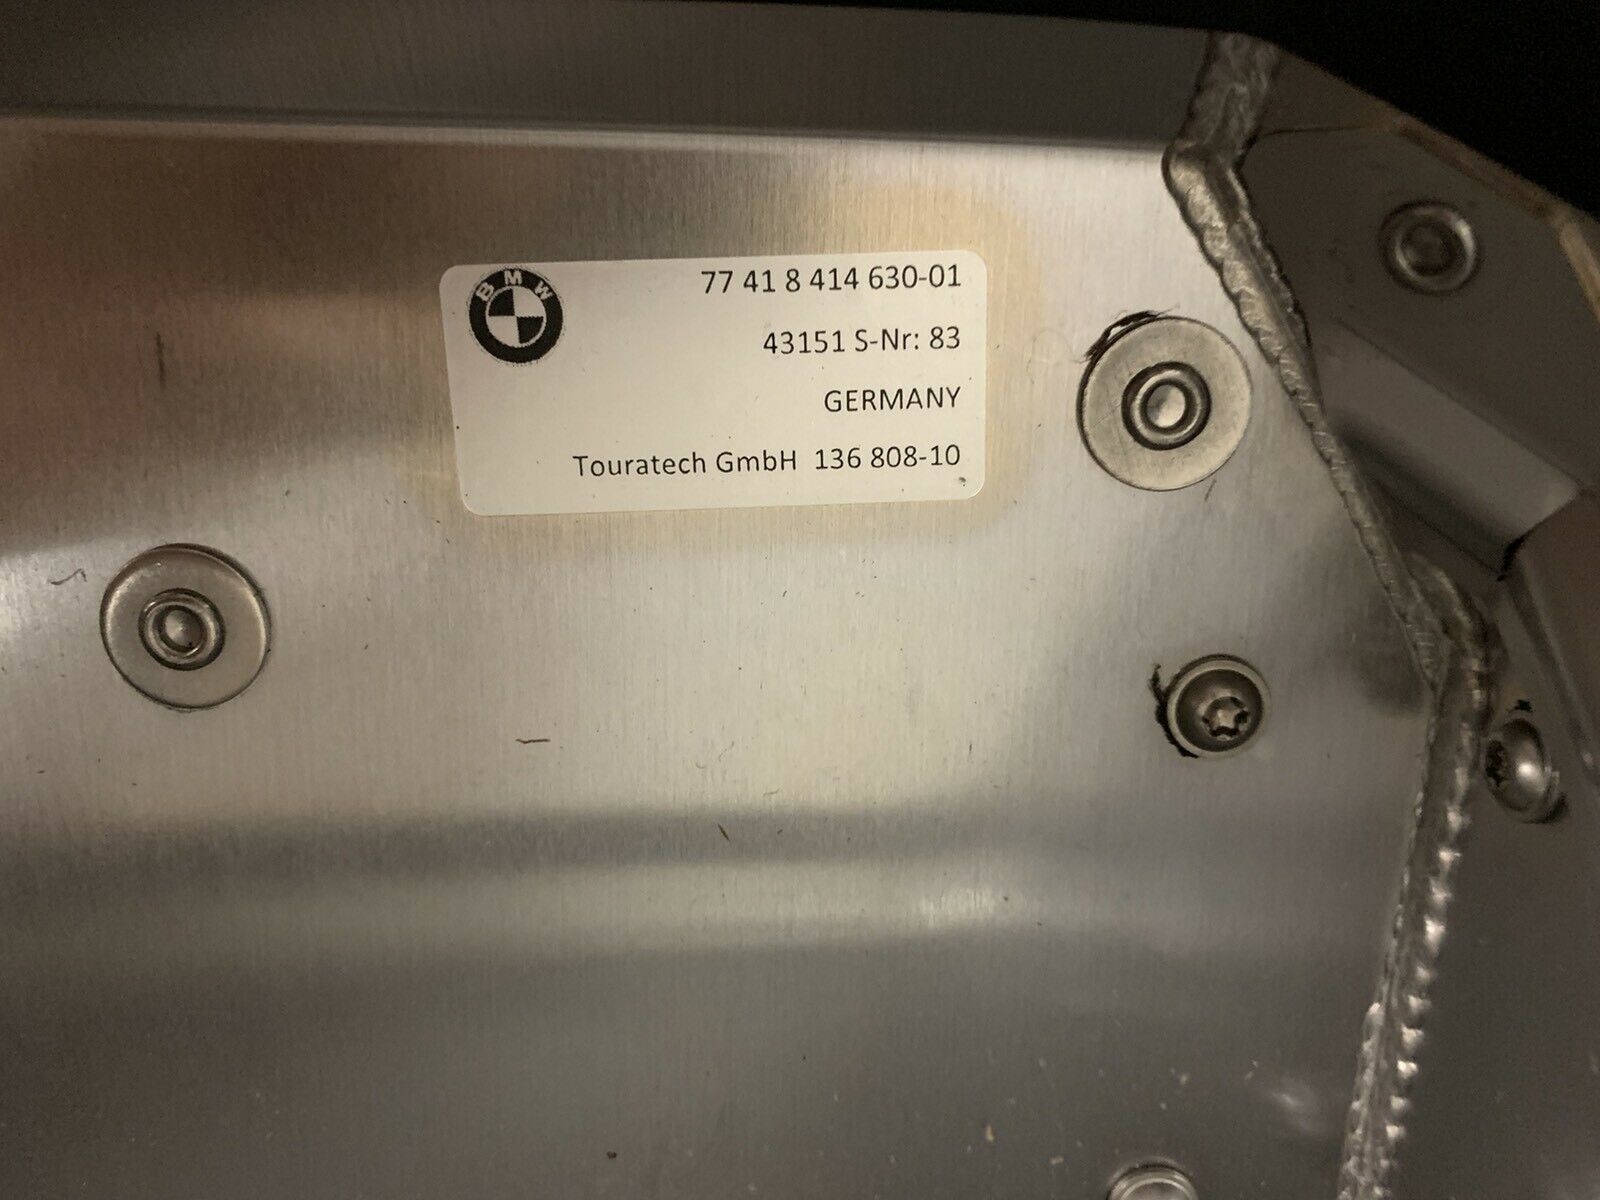 BMW
77 41 8 414 630-01
43151 S-Nr: 83
GERMANY
Touratech GmbH 136 808-10